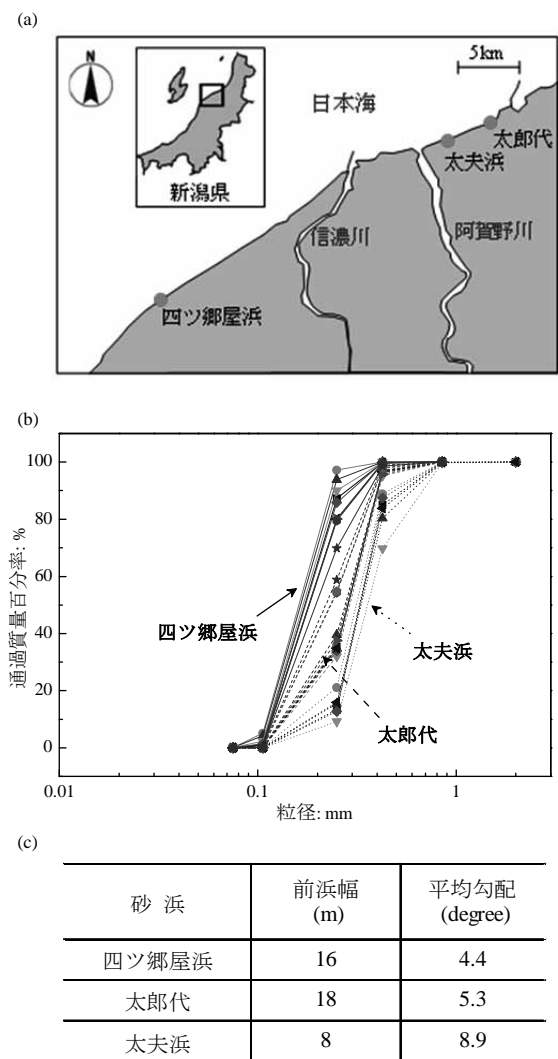 (a)
N
5km
日本海
太郎代
太夫浜
新潟県
信濃川
阿賀野川
四ツ郷屋浜
(b)
通過質量百分率: %
100
80
60
40
20
0
四ツ郷屋浜
太夫浜
太郎代
0.01
0.1
1
粒径: mm
(c)
砂 浜 前浜幅 (m) 平均勾配 (degree)
四ツ郷屋浜 16 4.4
太郎代 18 5.3
太夫浜 8 8.9